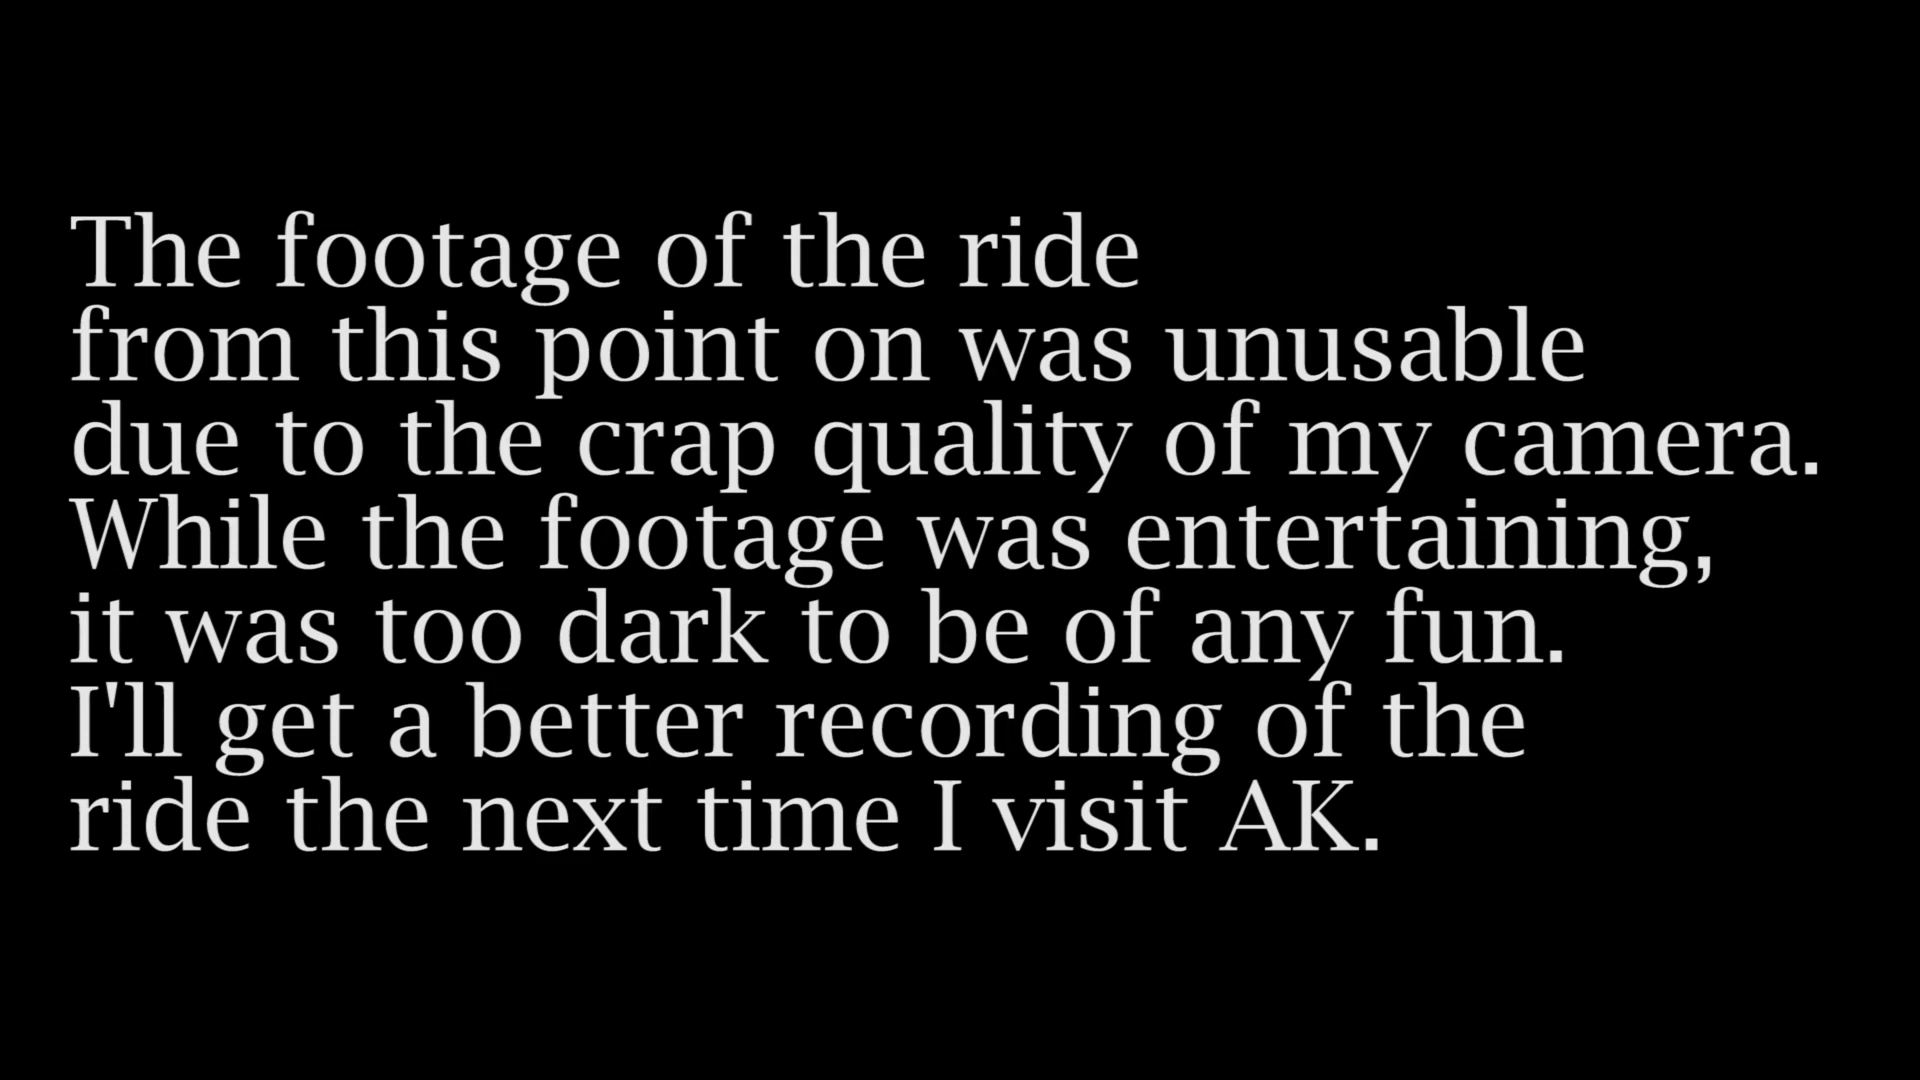 The footage of the ride
from this point on was unusable
due to the crap quality of my camera.
While the footage was entertaining,
it was too dark to be of any fun.
I'll get a better recording of the
ride the next time I visit AK.